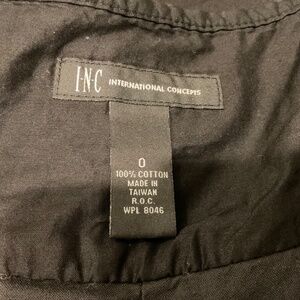 I·N·C INTERNATIONAL CONCEPTS
0
100% COTTON
MADE IN
TAIWAN
R.O.C.
WPL 8046